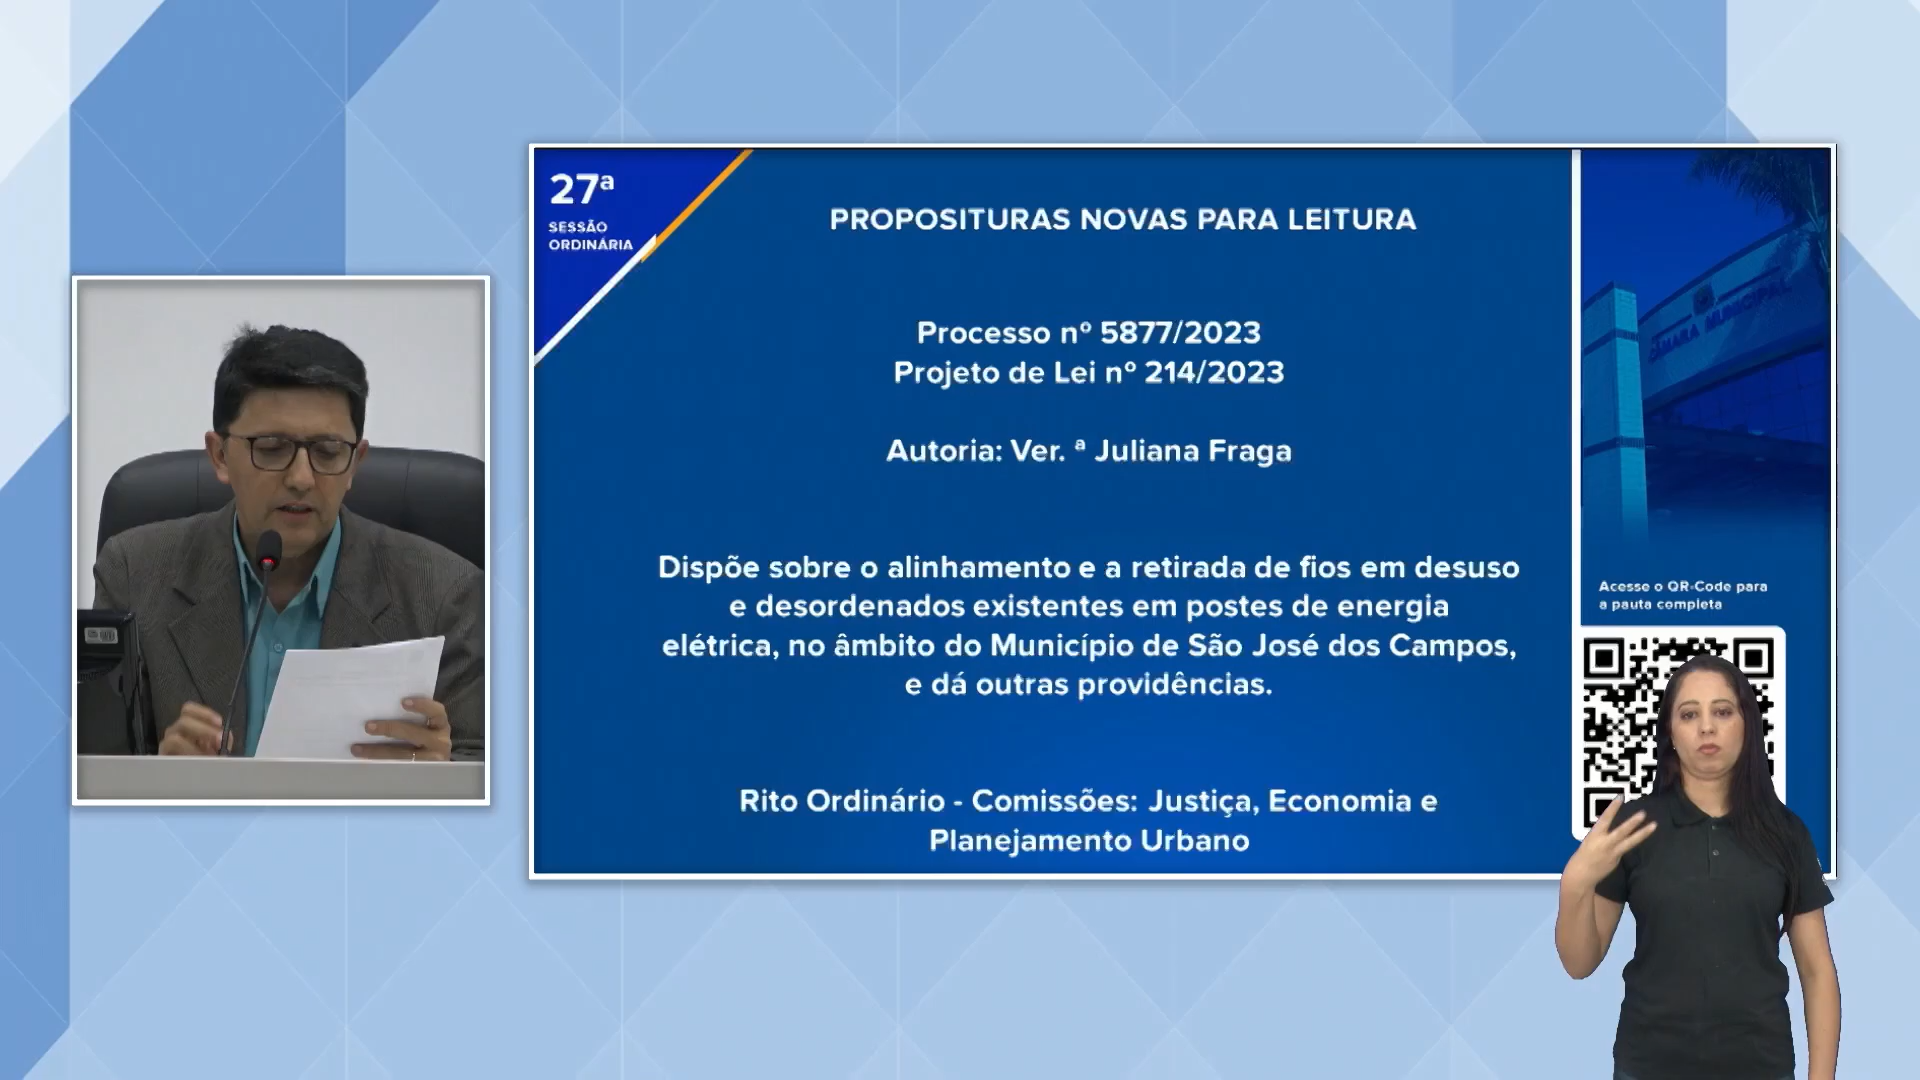 27ª
SESSÃO
ORDINÁRIA
PROPOSITURAS NOVAS PARA LEITURA
Processo nº 5877/2023
Projeto de Lei nº 214/2023
Autoria: Ver. ª Juliana Fraga
Dispõe sobre o alinhamento e a retirada de fios em desuso
e desordenados existentes em postes de energia
elétrica, no âmbito do Município de São José dos Campos,
e dá outras providências.
Rito Ordinário - Comissões: Justiça, Economia e
Planejamento Urbano
CÂMARA MUNICIPAL
Acesse o QR-Code para
a pauta completa